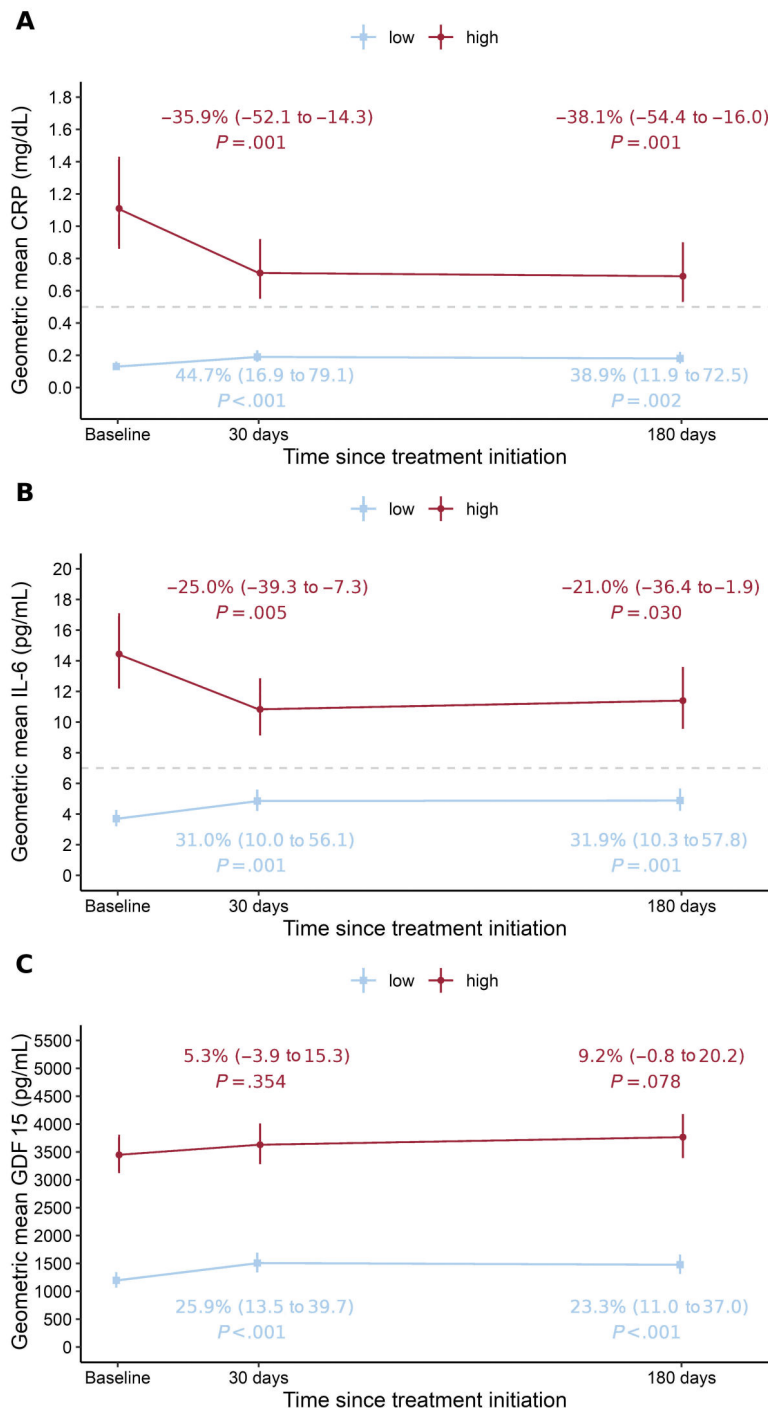 A
low high
Geometric mean CRP (mg/dL)
1.8
1.6
1.4
1.2
1.0
0.8
0.6
0.4
0.2
0.0
−35.9% (−52.1 to −14.3)
P=.001
−38.1% (−54.4 to −16.0)
P=.001
44.7% (16.9 to 79.1)
P<.001
38.9% (11.9 to 72.5)
P=.002
Baseline 30 days 180 days
Time since treatment initiation
B
low high
Geometric mean IL-6 (pg/mL)
20
18
16
14
12
10
8
6
4
2
0
−25.0% (−39.3 to −7.3)
P=.005
−21.0% (−36.4 to −1.9)
P=.030
31.0% (10.0 to 56.1)
P=.001
31.9% (10.3 to 57.8)
P=.001
Baseline 30 days 180 days
Time since treatment initiation
C
low high
Geometric mean GDF 15 (pg/mL)
5500
5000
4500
4000
3500
3000
2500
2000
1500
1000
500
0
5.3% (−3.9 to 15.3)
P=.354
9.2% (−0.8 to 20.2)
P=.078
25.9% (13.5 to 39.7)
P<.001
23.3% (11.0 to 37.0)
P<.001
Baseline 30 days 180 days
Time since treatment initiation